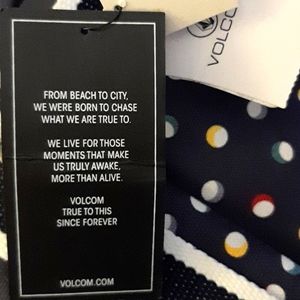 FROM BEACH TO CITY,
WE WERE BORN TO CHASE
WHAT WE ARE TRUE TO.
WE LIVE FOR THOSE
MOMENTS THAT MAKE
US TRULY AWAKE,
MORE THAN ALIVE.
VOLCOM
TRUE TO THIS
SINCE FOREVER
VOLCOM.COM
VOLCOM